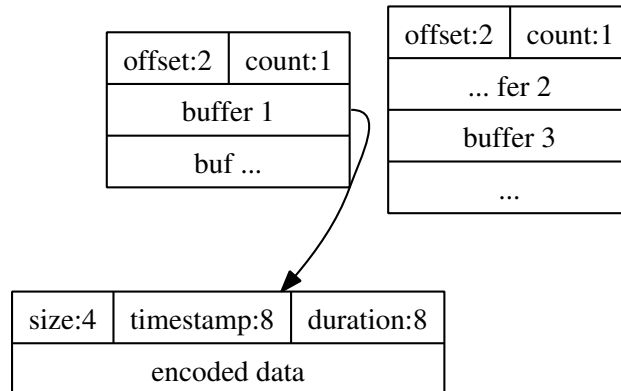 offset:2 count:1
buffer 1
buf ...
offset:2 count:1
... fer 2
buffer 3
...
size:4 timestamp:8 duration:8
encoded data